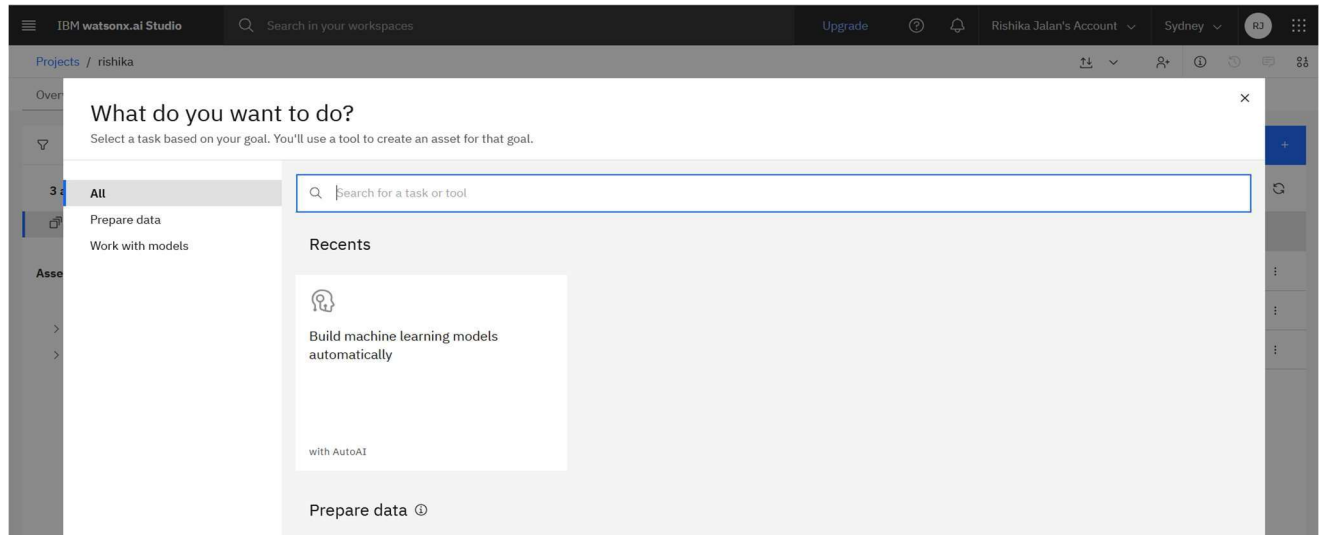 IBM watsonx.ai Studio
Search in your workspaces
Upgrade
Rishika Jalan's Account
Sydney
RJ
Projects / rishika
Over
What do you want to do?
Select a task based on your goal. You'll use a tool to create an asset for that goal.
3 a
All
Prepare data
Work with models
Asse
Search for a task or tool
Recents
Build machine learning models
automatically
with AutoAI
Prepare data